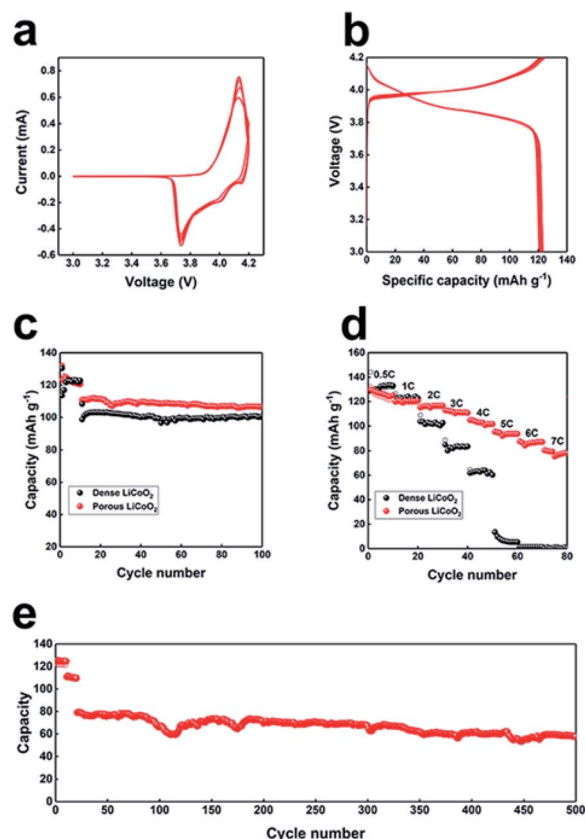 a
0.8
0.6
0.4
0.2
0.0
-0.2
-0.4
-0.6
Current (mA)
3.0 3.2 3.4 3.6 3.8 4.0 4.2
Voltage (V)
b
4.2
4.0
3.8
3.6
3.4
3.2
3.0
Voltage (V)
0 20 40 60 80 100 120 140
Specific capacity (mAh g⁻¹)
c
140
120
100
80
60
40
20
Capacity (mAh g⁻¹)
Dense LiCoO₂
Porous LiCoO₂
0 20 40 60 80 100
Cycle number
d
160
140
120
100
80
60
40
20
0
Capacity (mAh g⁻¹)
0.5C 1C 2C 3C 4C 5C 6C 7C
Dense LiCoO₂
Porous LiCoO₂
0 20 40 60 80
Cycle number
e
140
120
100
80
60
40
20
0
Capacity
0 50 100 150 200 250 300 350 400 450 500
Cycle number